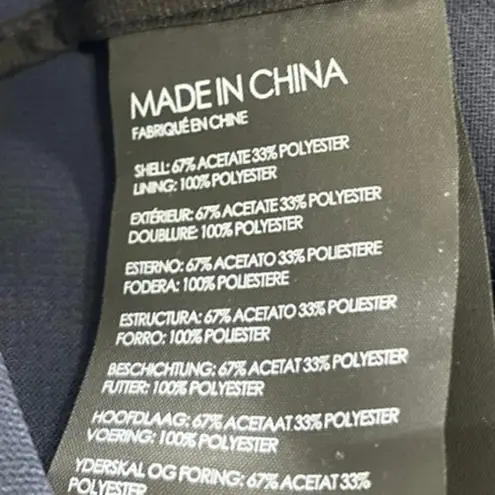 MADE IN CHINA
FABRIQUÉ EN CHINE
SHELL: 67% ACETATE 33% POLYESTER
LINING: 100% POLYESTER
EXTÉRIEUR: 67% ACETATE 33% POLYESTER
DOUBLURE: 100% POLYESTER
ESTERNO: 67% ACETATO 33% POLIESTERE
FODERA: 100% POLIESTERE
ESTRUCTURA: 67% ACETATO 33% POLIESTER
FORRO: 100% POLIESTER
BESCHICHTUNG: 67% ACETAT 33% POLYESTER
FUTTER: 100% POLYESTER
HOOFDLAAG: 67% ACETAAT 33% POLYESTER
VOERING: 100% POLYESTER
YDERSKAL OG FORING: 67% ACETAT 33%
POLYESTER